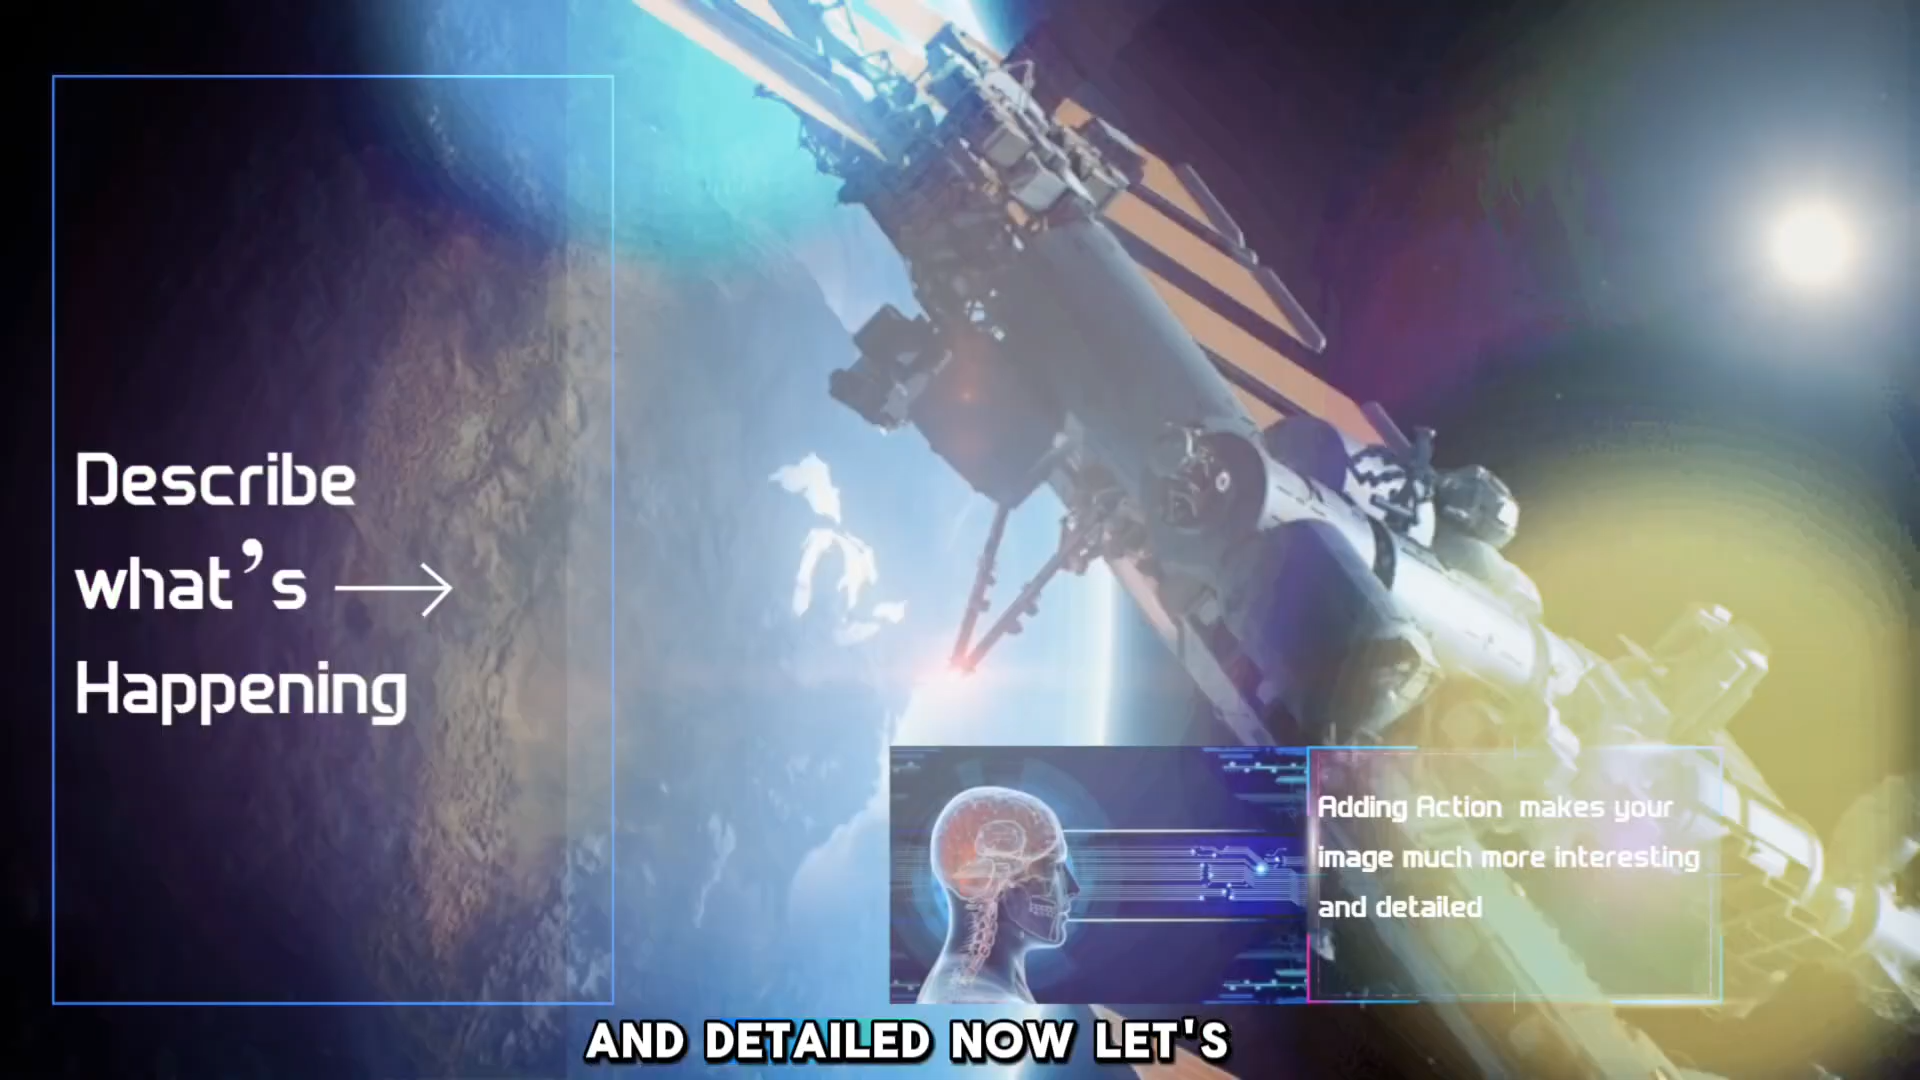 Describe
what's
Happening
Adding Action makes your
image much more interesting
and detailed
AND DETAILED NOW LET'S